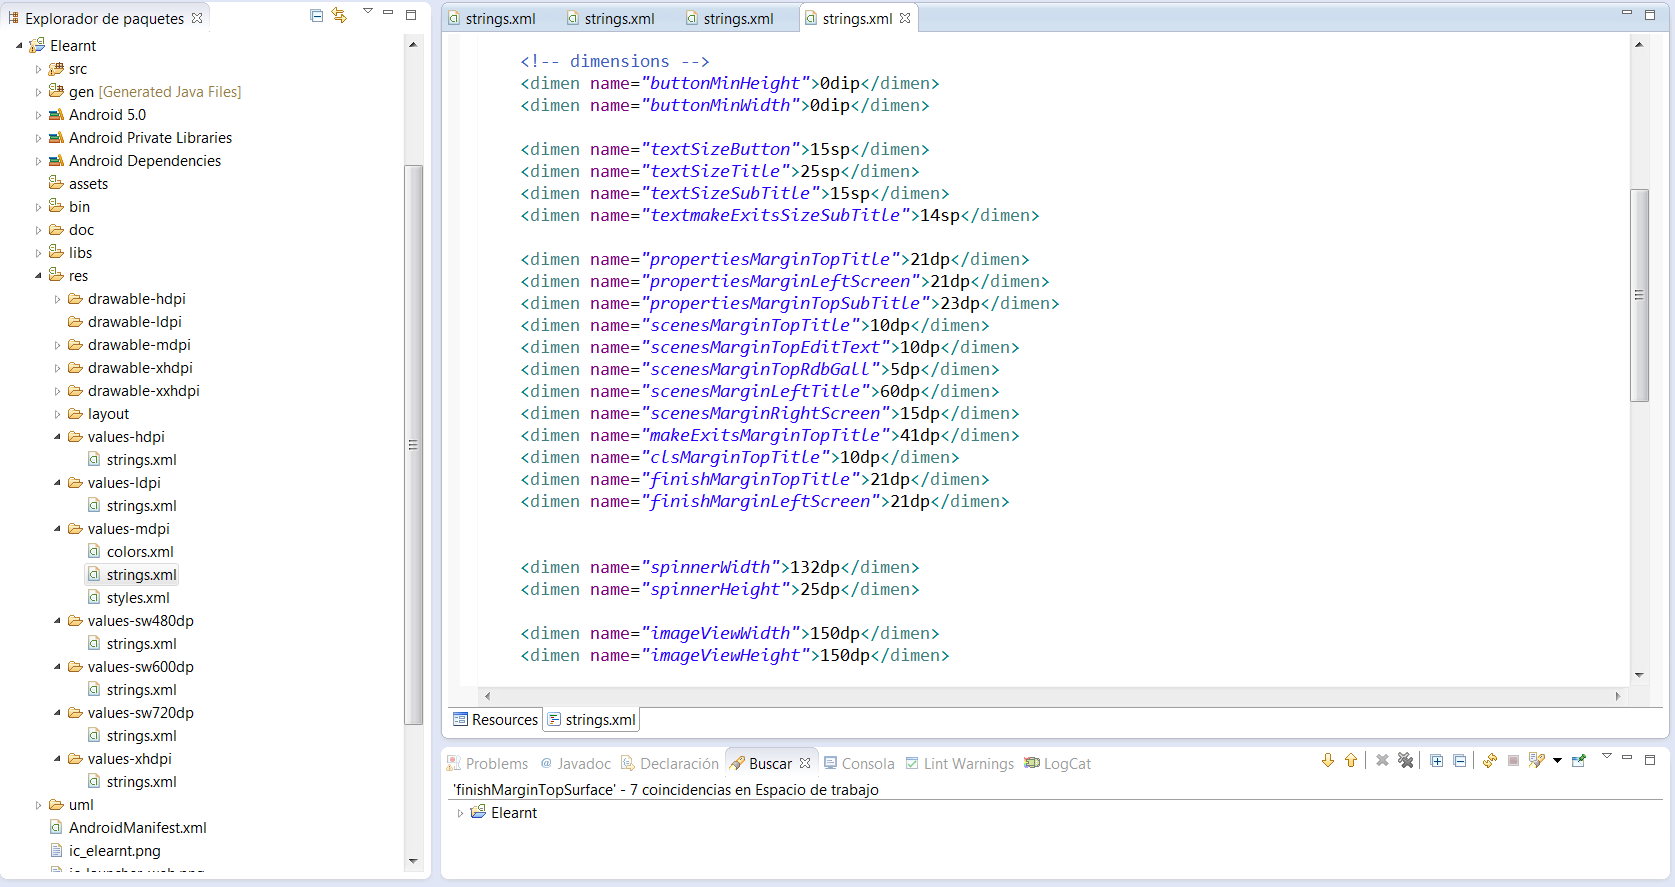 Explorador de paquetes
Elearnt
src
gen [Generated Java Files]
Android 5.0
Android Private Libraries
Android Dependencies
assets
bin
doc
libs
res
drawable-hdpi
drawable-ldpi
drawable-mdpi
drawable-xhdpi
drawable-xxhdpi
layout
values-hdpi
strings.xml
values-ldpi
strings.xml
values-mdpi
colors.xml
strings.xml
styles.xml
values-sw480dp
strings.xml
values-sw600dp
strings.xml
values-sw720dp
strings.xml
values-xhdpi
strings.xml
uml
AndroidManifest.xml
ic_elearnt.png
strings.xml strings.xml strings.xml strings.xml
<!-- dimensions -->
<dimen name="buttonMinHeight">0dip</dimen>
<dimen name="buttonMinWidth">0dip</dimen>
<dimen name="textSizeButton">15sp</dimen>
<dimen name="textSizeTitle">25sp</dimen>
<dimen name="textSizeSubTitle">15sp</dimen>
<dimen name="textmakeExitsSizeSubTitle">14sp</dimen>
<dimen name="propertiesMarginTopTitle">21dp</dimen>
<dimen name="propertiesMarginLeftScreen">21dp</dimen>
<dimen name="propertiesMarginTopSubTitle">23dp</dimen>
<dimen name="scenesMarginTopTitle">10dp</dimen>
<dimen name="scenesMarginTopEditText">10dp</dimen>
<dimen name="scenesMarginTopRdbGall">5dp</dimen>
<dimen name="scenesMarginLeftTitle">60dp</dimen>
<dimen name="scenesMarginRightScreen">15dp</dimen>
<dimen name="makeExitsMarginTopTitle">41dp</dimen>
<dimen name="clsMarginTopTitle">10dp</dimen>
<dimen name="finishMarginTopTitle">21dp</dimen>
<dimen name="finishMarginLeftScreen">21dp</dimen>
<dimen name="spinnerWidth">132dp</dimen>
<dimen name="spinnerHeight">25dp</dimen>
<dimen name="imageViewWidth">150dp</dimen>
<dimen name="imageViewHeight">150dp</dimen>
Resources strings.xml
Problems @ Javadoc Declaración Buscar Consola Lint Warnings LogCat
'finishMarginTopSurface' - 7 coincidencias en Espacio de trabajo
Elearnt